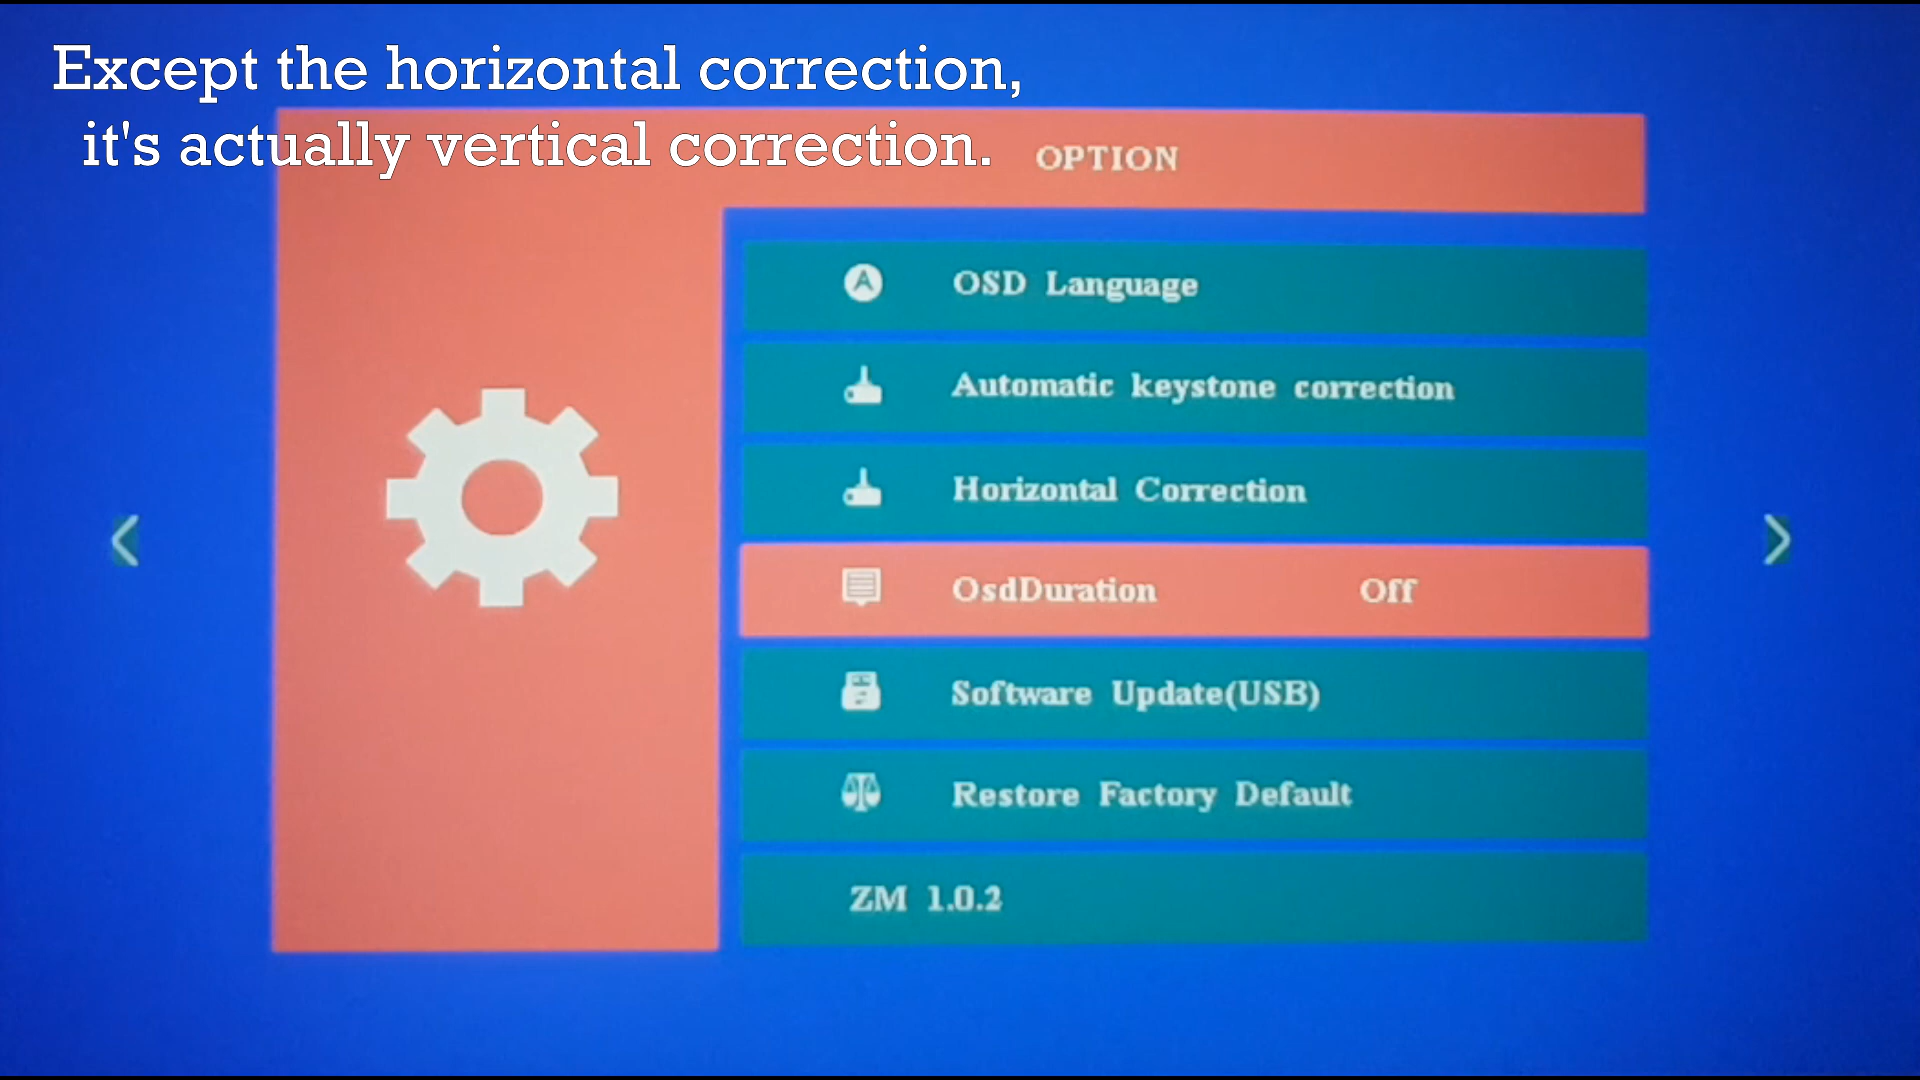 Except the horizontal correction,
it's actually vertical correction.
OPTION
OSD Language
Automatic keystone correction
Horizontal Correction
OsdDuration Off
Software Update(USB)
Restore Factory Default
ZM 1.0.2